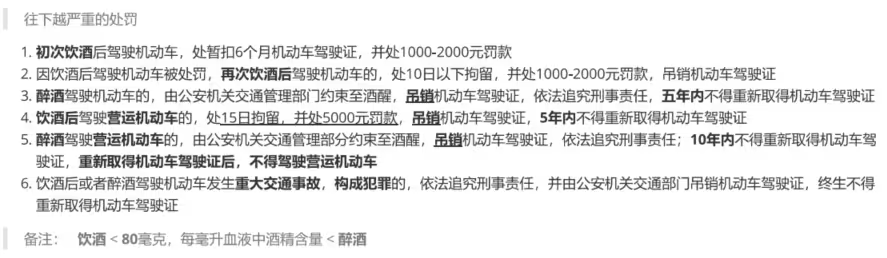 往下越严重的处罚
1. 初次饮酒后驾驶机动车，处暂扣6个月机动车驾驶证，并处1000-2000元罚款
2. 因饮酒后驾驶机动车被处罚，再次饮酒后驾驶机动车的，处10日以下拘留，并处1000-2000元罚款，吊销机动车驾驶证
3. 醉酒驾驶机动车的，由公安机关交通管理部门约束至酒醒，吊销机动车驾驶证，依法追究刑事责任，五年内不得重新取得机动车驾驶证
4. 饮酒后驾驶营运机动车的，处15日拘留，并处5000元罚款，吊销机动车驾驶证，5年内不得重新取得机动车驾驶证
5. 醉酒驾驶营运机动车的，由公安机关交通管理部分约束至酒醒，吊销机动车驾驶证，依法追究刑事责任；10年内不得重新取得机动车驾
驶证，重新取得机动车驾驶证后，不得驾驶营运机动车
6. 饮酒后或者醉酒驾驶机动车发生重大交通事故，构成犯罪的，依法追究刑事责任，并由公安机关交通部门吊销机动车驾驶证，终生不得
重新取得机动车驾驶证
备注： 饮酒 < 80毫克，每毫升血液中酒精含量 < 醉酒